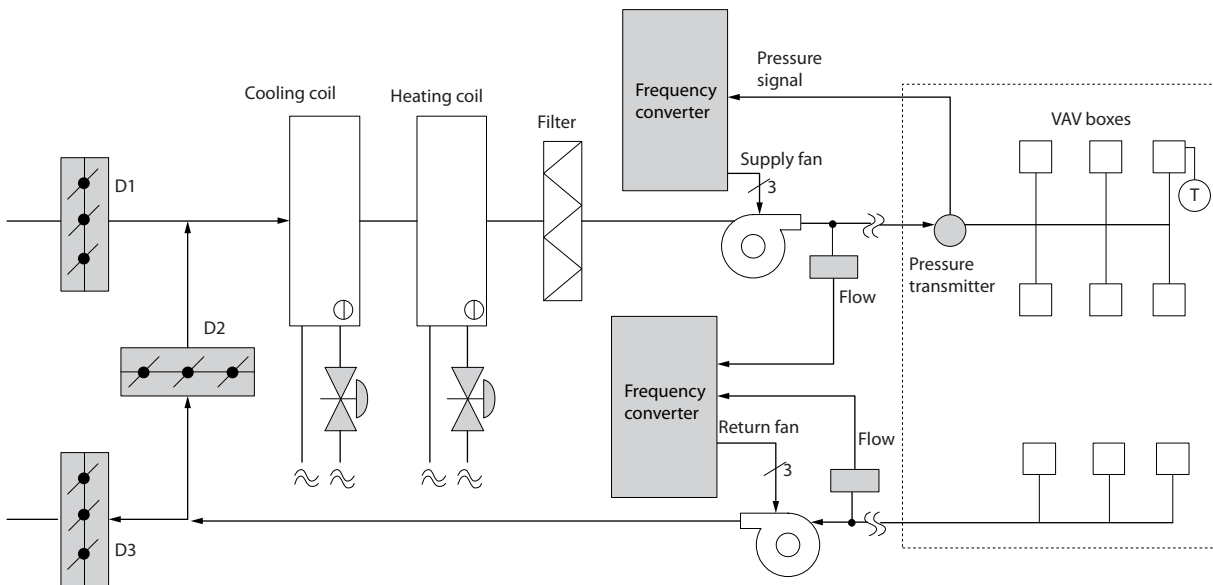 Pressure
signal
Frequency
converter
Cooling coil
Heating coil
VAV boxes
Filter
Supply fan
3
D1
T
Pressure
transmitter
Flow
D2
Frequency
converter
Return fan
Flow
3
D3